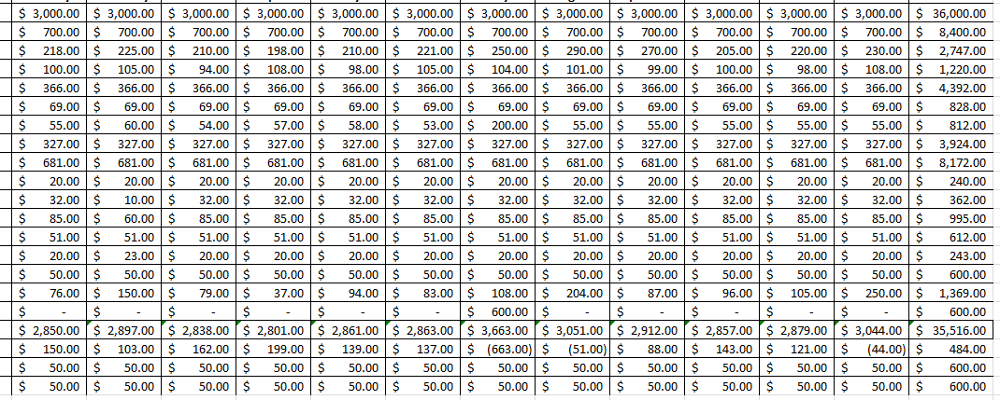 $ 3,000.00 $ 3,000.00 $ 3,000.00 $ 3,000.00 $ 3,000.00 $ 3,000.00 $ 3,000.00 $ 3,000.00 $ 3,000.00 $ 3,000.00 $ 3,000.00 $ 3,000.00 $ 36,000.00
$ 700.00 $ 700.00 $ 700.00 $ 700.00 $ 700.00 $ 700.00 $ 700.00 $ 700.00 $ 700.00 $ 700.00 $ 700.00 $ 700.00 $ 8,400.00
$ 218.00 $ 225.00 $ 210.00 $ 198.00 $ 210.00 $ 221.00 $ 250.00 $ 290.00 $ 270.00 $ 205.00 $ 220.00 $ 230.00 $ 2,747.00
$ 100.00 $ 105.00 $ 94.00 $ 108.00 $ 98.00 $ 105.00 $ 104.00 $ 101.00 $ 99.00 $ 100.00 $ 98.00 $ 108.00 $ 1,220.00
$ 366.00 $ 366.00 $ 366.00 $ 366.00 $ 366.00 $ 366.00 $ 366.00 $ 366.00 $ 366.00 $ 366.00 $ 366.00 $ 366.00 $ 4,392.00
$ 69.00 $ 69.00 $ 69.00 $ 69.00 $ 69.00 $ 69.00 $ 69.00 $ 69.00 $ 69.00 $ 69.00 $ 69.00 $ 69.00 $ 828.00
$ 55.00 $ 60.00 $ 54.00 $ 57.00 $ 58.00 $ 53.00 $ 200.00 $ 55.00 $ 55.00 $ 55.00 $ 55.00 $ 55.00 $ 812.00
$ 327.00 $ 327.00 $ 327.00 $ 327.00 $ 327.00 $ 327.00 $ 327.00 $ 327.00 $ 327.00 $ 327.00 $ 327.00 $ 327.00 $ 3,924.00
$ 681.00 $ 681.00 $ 681.00 $ 681.00 $ 681.00 $ 681.00 $ 681.00 $ 681.00 $ 681.00 $ 681.00 $ 681.00 $ 681.00 $ 8,172.00
$ 20.00 $ 20.00 $ 20.00 $ 20.00 $ 20.00 $ 20.00 $ 20.00 $ 20.00 $ 20.00 $ 20.00 $ 20.00 $ 20.00 $ 240.00
$ 32.00 $ 10.00 $ 32.00 $ 32.00 $ 32.00 $ 32.00 $ 32.00 $ 32.00 $ 32.00 $ 32.00 $ 32.00 $ 32.00 $ 362.00
$ 85.00 $ 60.00 $ 85.00 $ 85.00 $ 85.00 $ 85.00 $ 85.00 $ 85.00 $ 85.00 $ 85.00 $ 85.00 $ 85.00 $ 995.00
$ 51.00 $ 51.00 $ 51.00 $ 51.00 $ 51.00 $ 51.00 $ 51.00 $ 51.00 $ 51.00 $ 51.00 $ 51.00 $ 51.00 $ 612.00
$ 20.00 $ 23.00 $ 20.00 $ 20.00 $ 20.00 $ 20.00 $ 20.00 $ 20.00 $ 20.00 $ 20.00 $ 20.00 $ 20.00 $ 243.00
$ 50.00 $ 50.00 $ 50.00 $ 50.00 $ 50.00 $ 50.00 $ 50.00 $ 50.00 $ 50.00 $ 50.00 $ 50.00 $ 50.00 $ 600.00
$ 76.00 $ 150.00 $ 79.00 $ 37.00 $ 94.00 $ 83.00 $ 108.00 $ 204.00 $ 87.00 $ 96.00 $ 105.00 $ 250.00 $ 1,369.00
$ - $ - $ - $ - $ - $ - $ 600.00 $ - $ - $ - $ - $ - $ 600.00
$ 2,850.00 $ 2,897.00 $ 2,838.00 $ 2,801.00 $ 2,861.00 $ 2,863.00 $ 3,663.00 $ 3,051.00 $ 2,912.00 $ 2,857.00 $ 2,879.00 $ 3,044.00 $ 35,516.00
$ 150.00 $ 103.00 $ 162.00 $ 199.00 $ 139.00 $ 137.00 $ (663.00) $ (51.00) $ 88.00 $ 143.00 $ 121.00 $ (44.00) $ 484.00
$ 50.00 $ 50.00 $ 50.00 $ 50.00 $ 50.00 $ 50.00 $ 50.00 $ 50.00 $ 50.00 $ 50.00 $ 50.00 $ 50.00 $ 600.00
$ 50.00 $ 50.00 $ 50.00 $ 50.00 $ 50.00 $ 50.00 $ 50.00 $ 50.00 $ 50.00 $ 50.00 $ 50.00 $ 50.00 $ 600.00